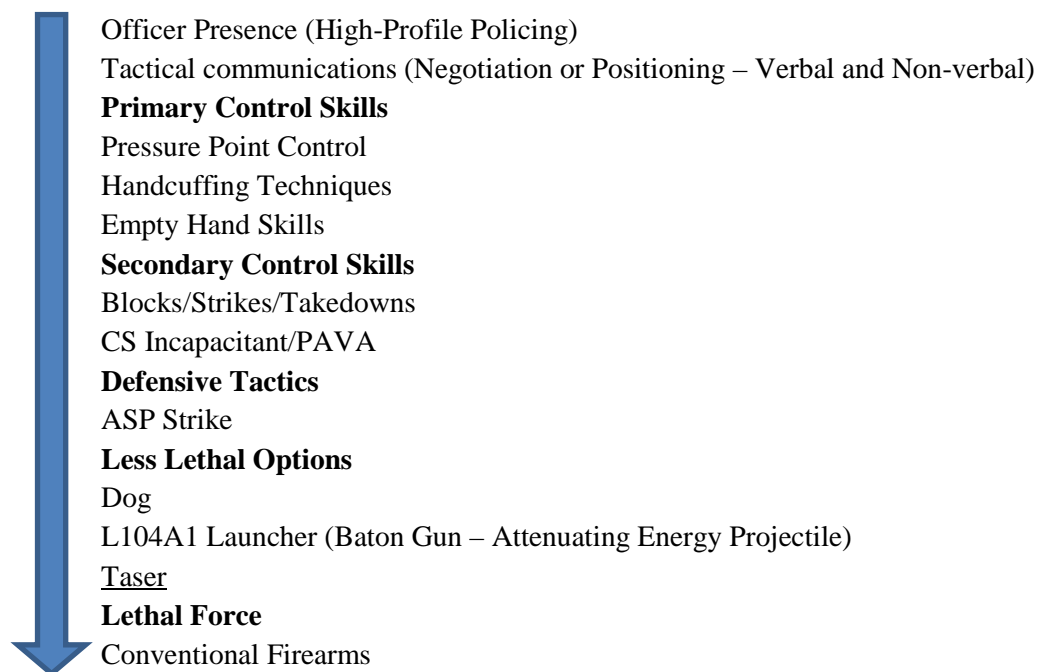 Officer Presence (High-Profile Policing)
Tactical communications (Negotiation or Positioning – Verbal and Non-verbal)
Primary Control Skills
Pressure Point Control
Handcuffing Techniques
Empty Hand Skills
Secondary Control Skills
Blocks/Strikes/Takedowns
CS Incapacitant/PAVA
Defensive Tactics
ASP Strike
Less Lethal Options
Dog
L104A1 Launcher (Baton Gun – Attenuating Energy Projectile)
Taser
Lethal Force
Conventional Firearms